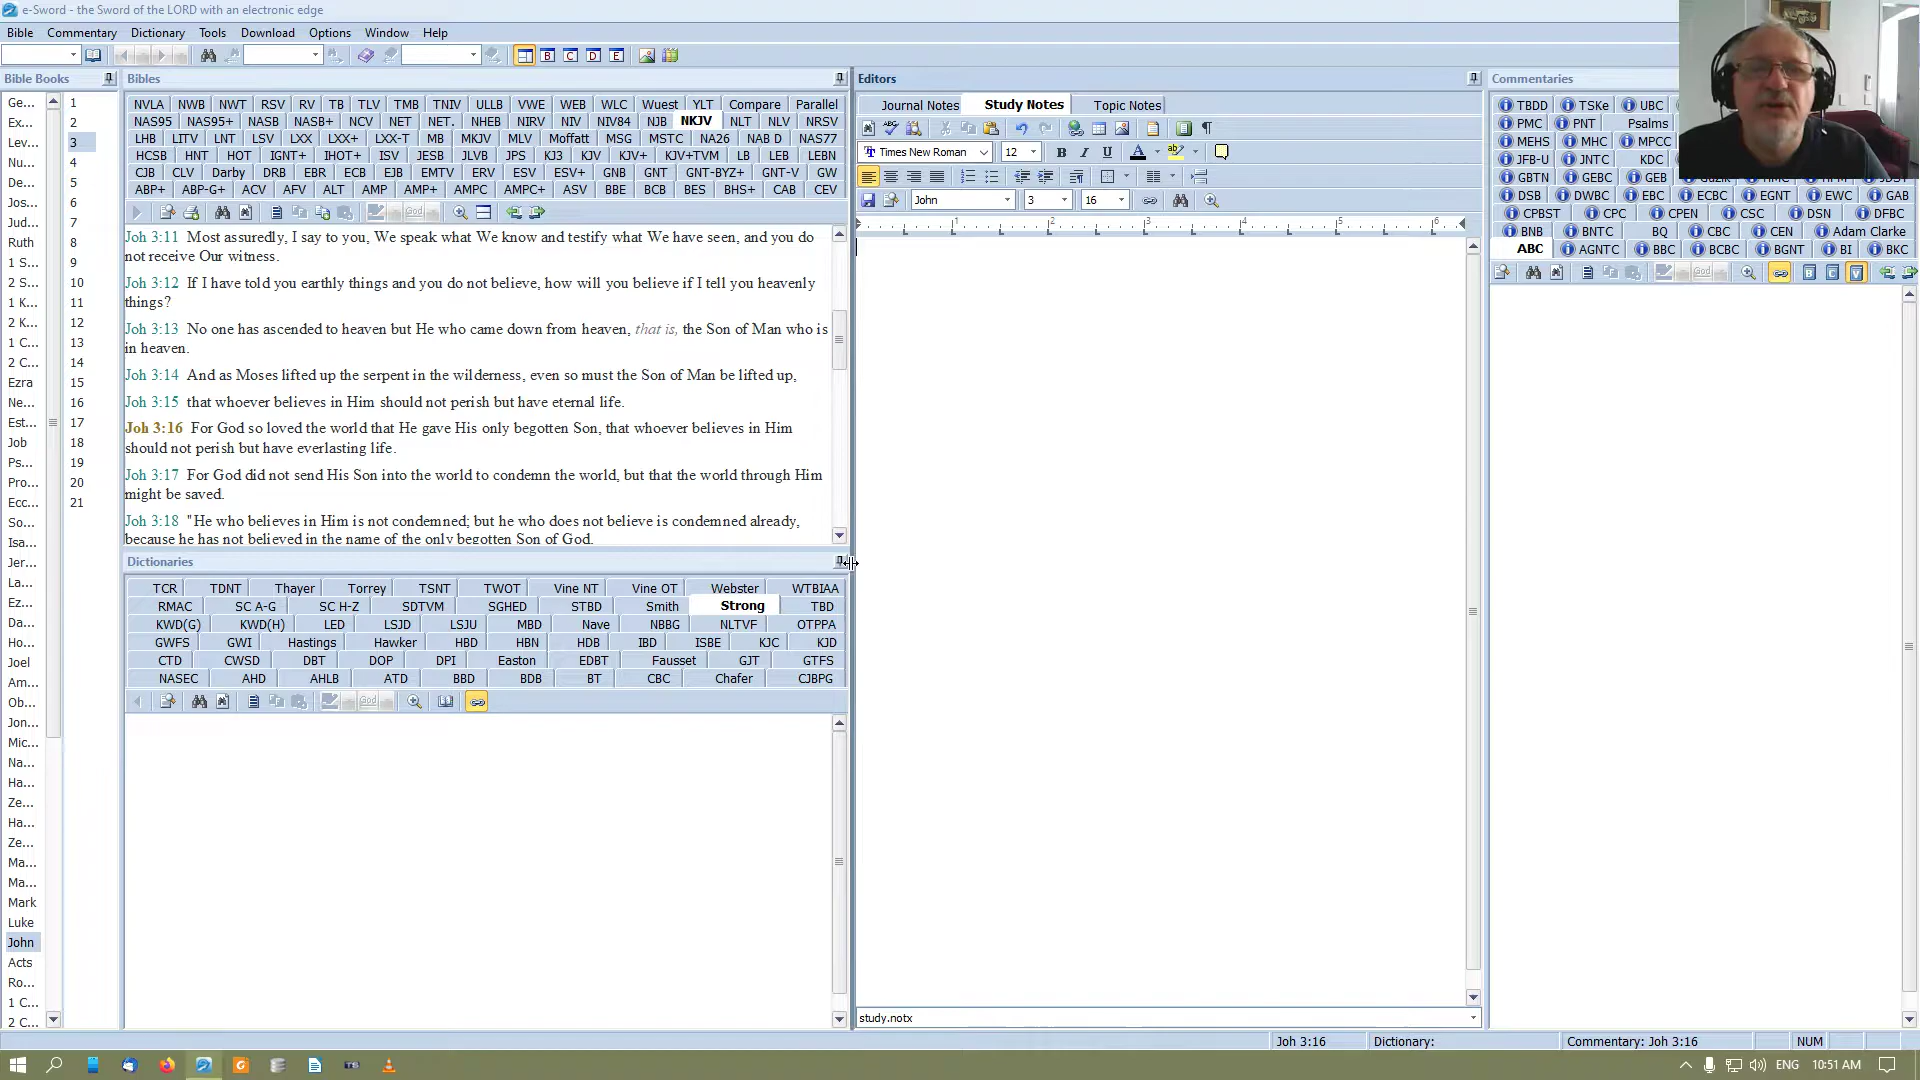 e-Sword - the Sword of the LORD with an electronic edge
Bible Commentary Dictionary Tools Download Options Window Help
B C D E
Bible Books
Ge...
Ex...
Lev...
Nu...
De...
Jos...
Jud...
Ruth
1 S...
2 S...
1 K...
2 K...
1 C...
2 C...
Ezra
Ne...
Est...
Job
Ps...
Pro...
Ecc...
So...
Isa...
Jer...
La...
Ez...
Da...
Ho...
Joel
Am...
Ob...
Jon...
Mic...
Na...
Ha...
Ze...
Ha...
Ze...
Ma...
Ma...
Mark
Luke
John
Acts
Ro...
1 C...
2 C...
1
2
3
4
5
6
7
8
9
10
11
12
13
14
15
16
17
18
19
20
21
Bibles
NVLA NWB NWT RSV RV TB TLV TMB TNIV ULLB VWE WEB WLC Wuest YLT Compare Parallel
NAS95 NAS95+ NASB NASB+ NCV NET NET. NHEB NIRV NIV NIV84 NJB NKJV NLT NLV NRSV
LHB LITV LNT LSV LXX LXX+ LXX-T MB MKJV MLV Moffatt MSG MSTC NA26 NAB D NAS77
HCSB HNT HOT IGNT+ IHOT+ ISV JESB JLVB JPS KJ3 KJV KJV+ KJV+TVM LB LEB LEBN
CJB CLV Darby DRB EBR ECB EJB EMTV ERV ESV ESV+ GNB GNT GNT-BYZ+ GNT-V GW
ABP+ ABP-G+ ACV AFV ALT AMP AMP+ AMPC AMPC+ ASV BBE BCB BES BHS+ CAB CEV
God
Joh 3:11 Most assuredly, I say to you, We speak what We know and testify what We have seen, and you do
not receive Our witness.
Joh 3:12 If I have told you earthly things and you do not believe, how will you believe if I tell you heavenly
things?
Joh 3:13 No one has ascended to heaven but He who came down from heaven, that is, the Son of Man who is
in heaven.
Joh 3:14 And as Moses lifted up the serpent in the wilderness, even so must the Son of Man be lifted up,
Joh 3:15 that whoever believes in Him should not perish but have eternal life.
Joh 3:16 For God so loved the world that He gave His only begotten Son, that whoever believes in Him
should not perish but have everlasting life.
Joh 3:17 For God did not send His Son into the world to condemn the world, but that the world through Him
might be saved.
Joh 3:18 "He who believes in Him is not condemned; but he who does not believe is condemned already,
because he has not believed in the name of the only begotten Son of God.
Dictionaries
TCR TDNT Thayer Torrey TSNT TWOT Vine NT Vine OT Webster WTBIAA
RMAC SC A-G SC H-Z SDTVM SGHED STBD Smith Strong TBD
KWD(G) KWD(H) LED LSJD LSJU MBD Nave NBBG NLTVF OTPPA
GWFS GWI Hastings Hawker HBD HBN HDB IBD ISBE KJC KJD
CTD CWSD DBT DOP DPI Easton EDBT Fausset GJT GTFS
NASEC AHD AHLB ATD BBD BDB BT CBC Chafer CJBPG
God
Editors
Journal Notes Study Notes Topic Notes
Times New Roman 12 B I U A ab
John 3 16
1 2 3 4 5 6
study.notx
Commentaries
TBDD TSKe UBC
PMC PNT Psalms
MEHS MHC MPCC
JFB-U JNTC KDC
GBTN GEBC GEB
DSB DWBC EBC ECBC EGNT EWC GAB
CPBST CPC CPEN CSC DSN DFBC
BNB BNTC BQ CBC CEN Adam Clarke
ABC AGNTC BBC BCBC BGNT BI BKC
God B C V
Joh 3:16 Dictionary: Commentary: Joh 3:16 NUM
ENG 10:51 AM